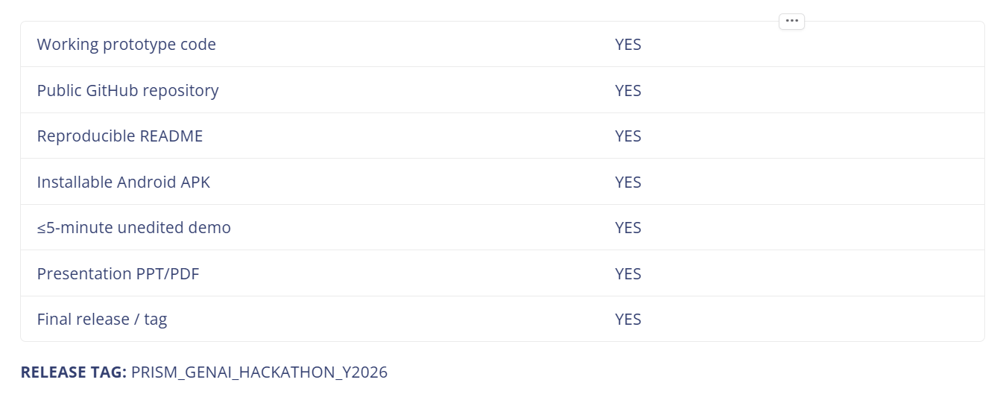 Working prototype code YES
Public GitHub repository YES
Reproducible README YES
Installable Android APK YES
≤5-minute unedited demo YES
Presentation PPT/PDF YES
Final release / tag YES
RELEASE TAG: PRISM_GENAI_HACKATHON_Y2026